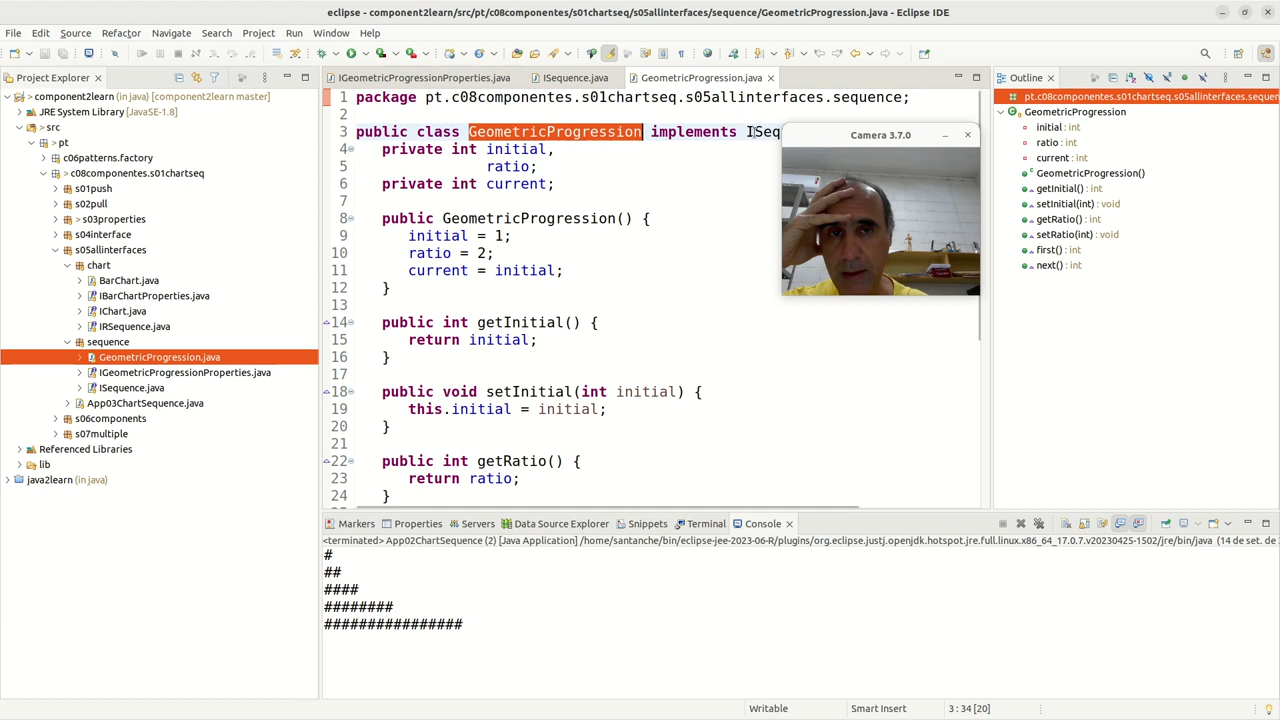 eclipse - component2learn/src/pt/c08componentes/s01chartseq/s05allinterfaces/sequence/GeometricProgression.java - Eclipse IDE
File Edit Source Refactor Navigate Search Project Run Window Help
Project Explorer
component2learn (in java) [component2learn master]
JRE System Library [JavaSE-1.8]
> src
> pt
c06patterns.factory
> c08componentes.s01chartseq
s01push
s02pull
> s03properties
s04interface
s05allinterfaces
chart
BarChart.java
IBarChartProperties.java
IChart.java
IRSequence.java
sequence
GeometricProgression.java
IGeometricProgressionProperties.java
ISequence.java
App03ChartSequence.java
s06components
s07multiple
Referenced Libraries
lib
java2learn (in java)
IGeometricProgressionProperties.java ISequence.java GeometricProgression.java
1 package pt.c08componentes.s01chartseq.s05allinterfaces.sequence;
2
3 public class GeometricProgression implements ISeq
4 private int initial,
5 ratio;
6 private int current;
7
8 public GeometricProgression() {
9 initial = 1;
10 ratio = 2;
11 current = initial;
12 }
13
14 public int getInitial() {
15 return initial;
16 }
17
18 public void setInitial(int initial) {
19 this.initial = initial;
20 }
21
22 public int getRatio() {
23 return ratio;
24 }
Camera 3.7.0
Outline
pt.c08componentes.s01chartseq.s05allinterfaces.sequen
GeometricProgression
initial : int
ratio : int
current : int
GeometricProgression()
getInitial() : int
setInitial(int) : void
getRatio() : int
setRatio(int) : void
first() : int
next() : int
Markers Properties Servers Data Source Explorer Snippets Terminal Console
<terminated> App02ChartSequence (2) [Java Application] /home/santanche/bin/eclipse-jee-2023-06-R/plugins/org.eclipse.justj.openjdk.hotspot.jre.full.linux.x86_64_17.0.7.v20230425-1502/jre/bin/java (14 de set. de
#
##
####
########
################
Writable Smart Insert 3 : 34 [20]